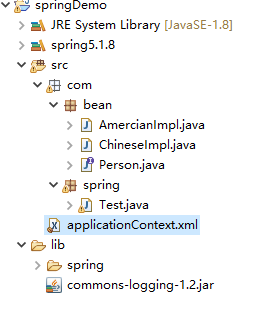 springDemo
JRE System Library [JavaSE-1.8]
spring5.1.8
src
com
bean
AmercianImpl.java
ChineseImpl.java
Person.java
spring
Test.java
applicationContext.xml
lib
spring
commons-logging-1.2.jar